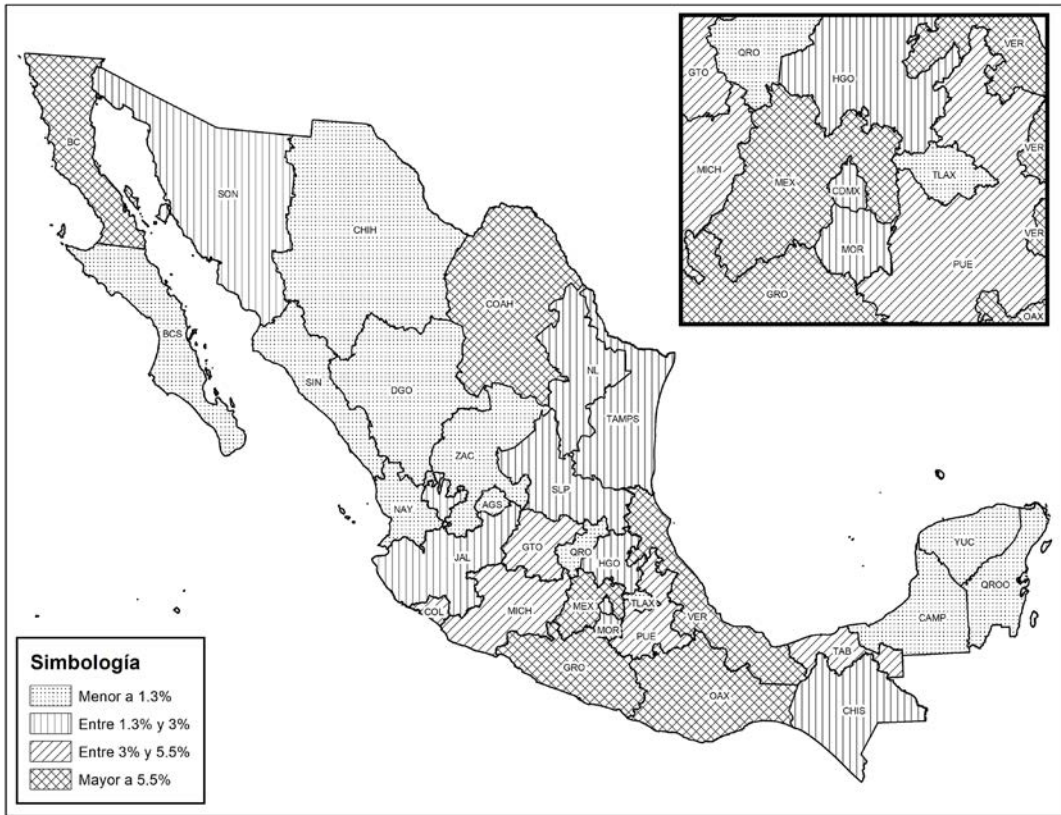 QRO
VER
GTO
HGO
VER
MICH
TLAX
MEX
CDMX
VER
MOR
PUE
GRO
OAX
BC
SON
CHIH
COAH
BCS
NL
SIN
DGO
TAMPS
ZAC
SLP
NAY
AGS
YUC
GTO
QRO
HGO
JAL
QROO
COL
MICH
MEX
TLAX
VER
CAMP
MOR
PUE
TAB
GRO
OAX
CHIS
Simbología
Menor a 1.3%
Entre 1.3% y 3%
Entre 3% y 5.5%
Mayor a 5.5%